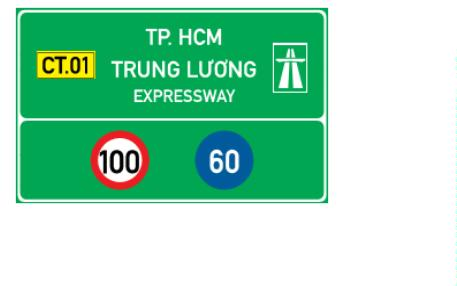 TP. HCM
CT.01 TRUNG LƯƠNG
EXPRESSWAY
100 60